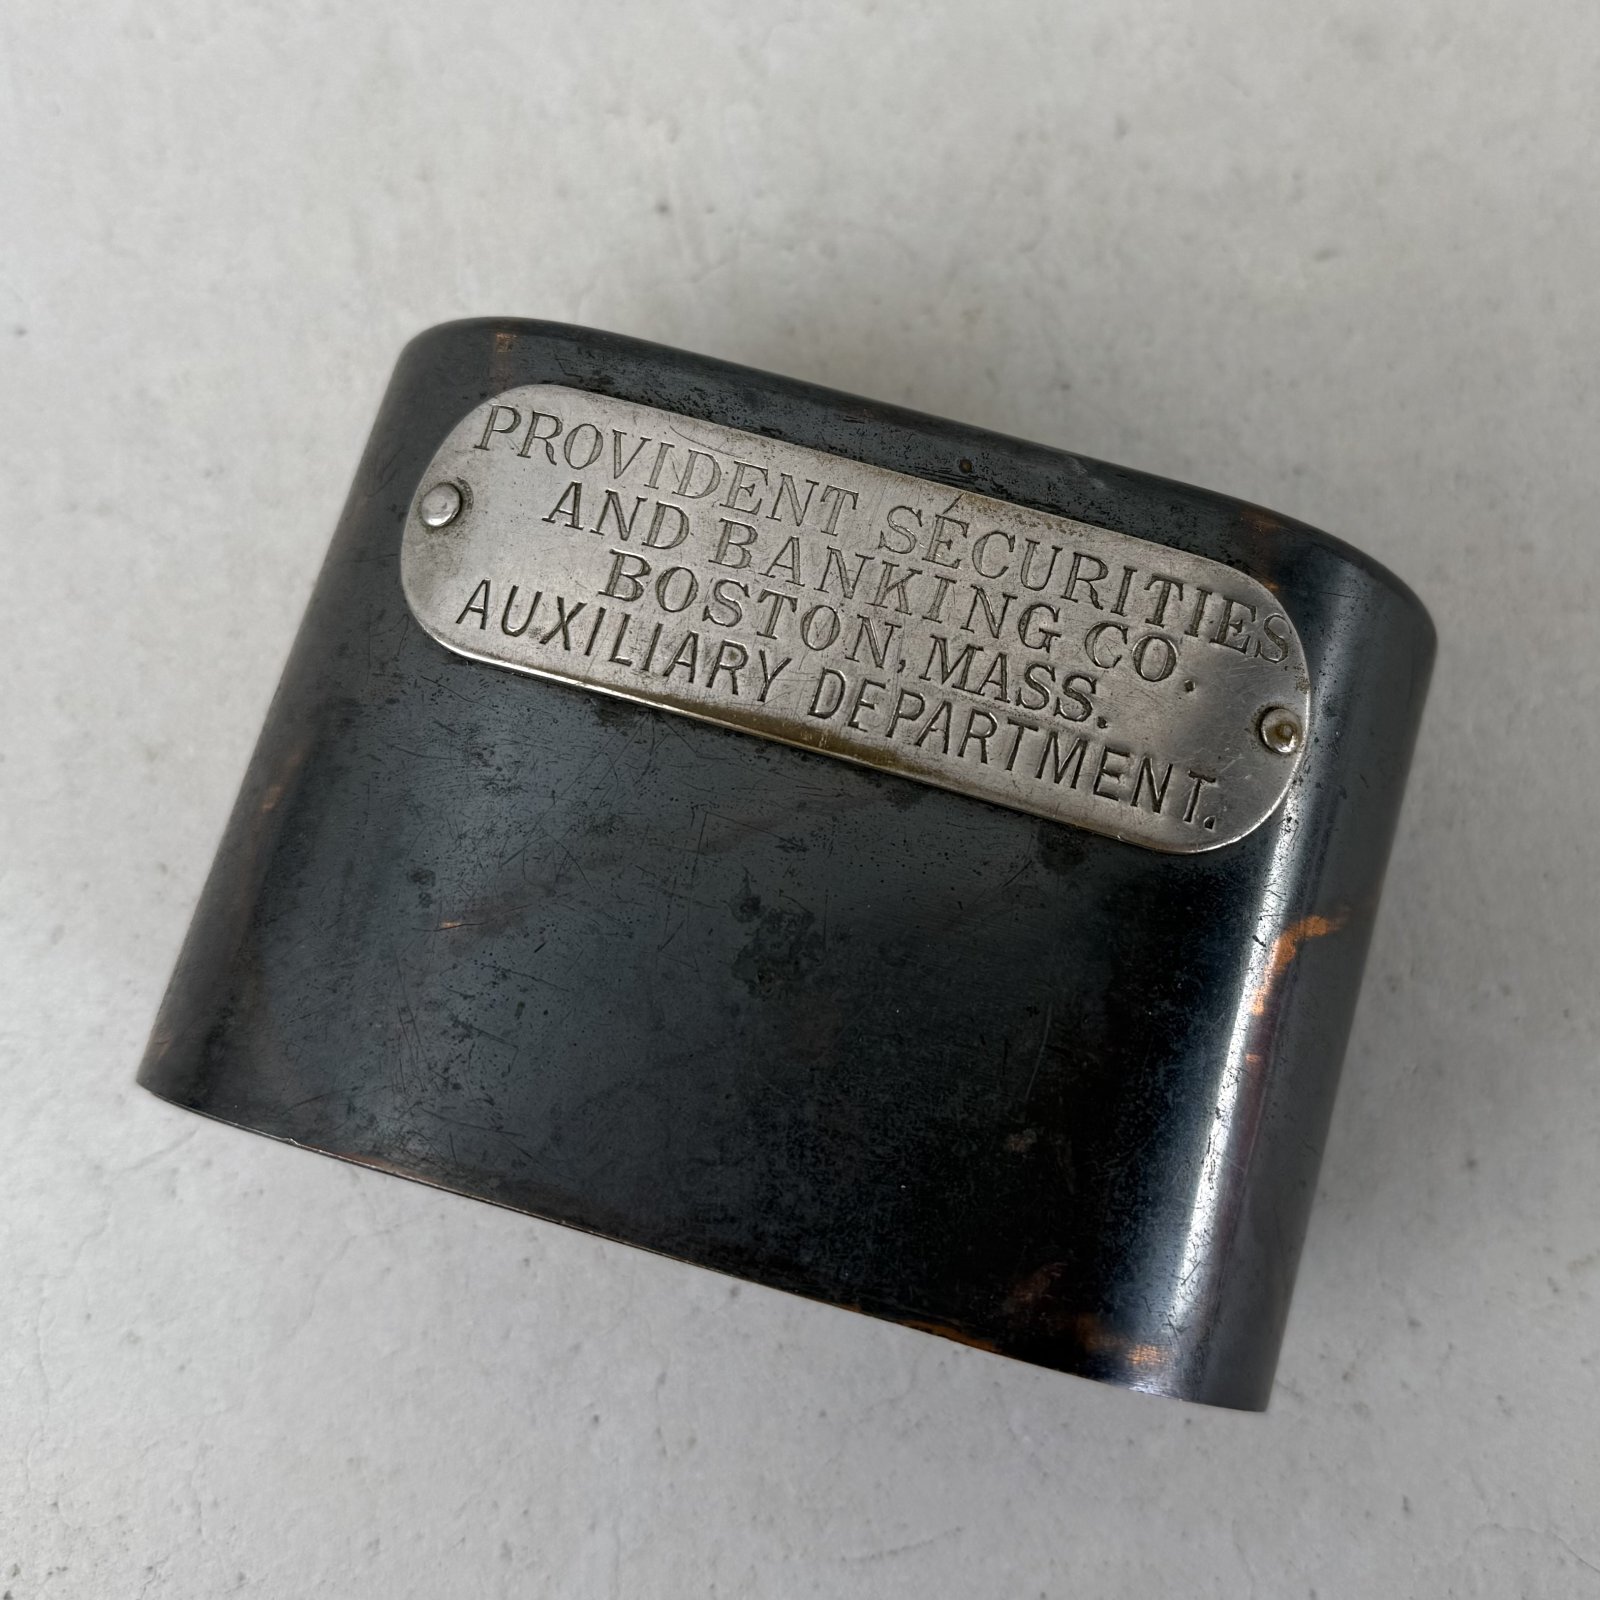 PROVIDENT SECURITIES
AND BANKING CO.
BOSTON, MASS.
AUXILIARY DEPARTMENT.